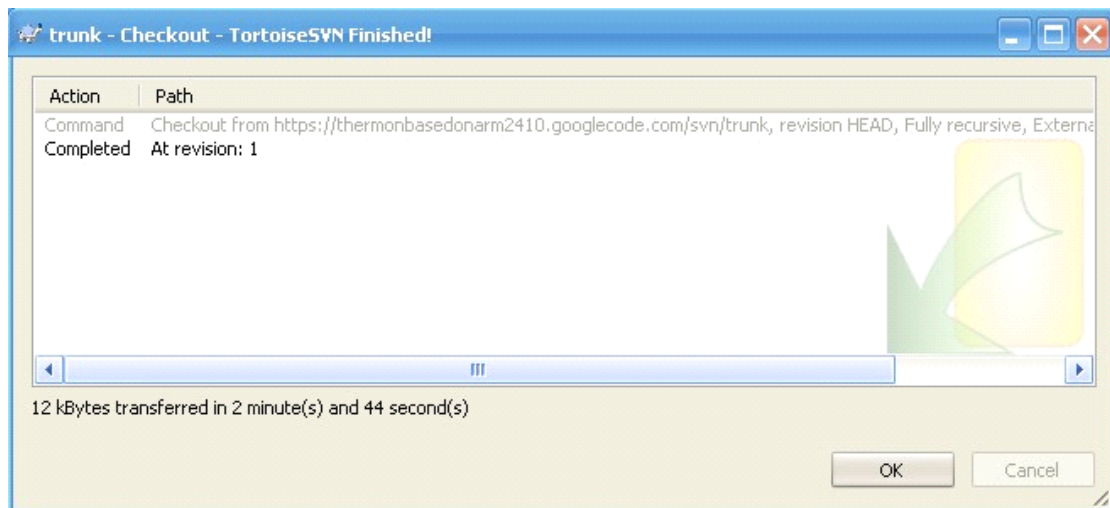 trunk - Checkout - TortoiseSVN Finished!
Action Path
Command Checkout from https://thermonbasedonarm2410.googlecode.com/svn/trunk, revision HEAD, Fully recursive, Externa
Completed At revision: 1
12 kBytes transferred in 2 minute(s) and 44 second(s)
OK Cancel